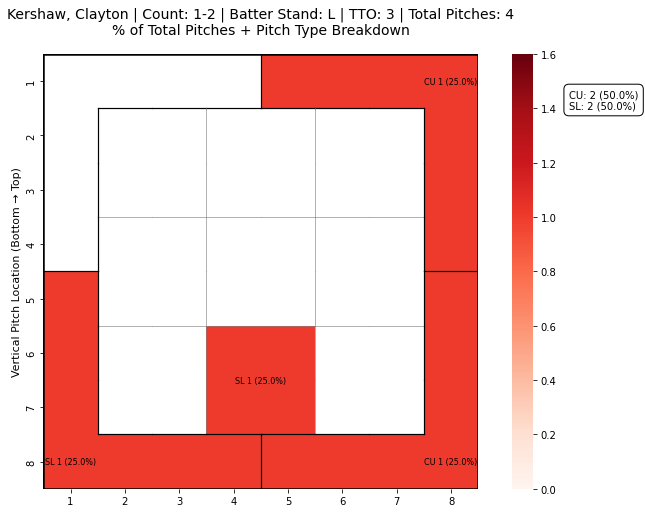 Kershaw, Clayton | Count: 1-2 | Batter Stand: L | TTO: 3 | Total Pitches: 4
% of Total Pitches + Pitch Type Breakdown
Vertical Pitch Location (Bottom → Top)
1
2
3
4
5
6
7
8
CU 1 (25.0%)
SL 1 (25.0%)
SL 1 (25.0%)
CU 1 (25.0%)
1
2
3
4
5
6
7
8
1.6
1.4
1.2
1.0
0.8
0.6
0.4
0.2
0.0
CU: 2 (50.0%)
SL: 2 (50.0%)